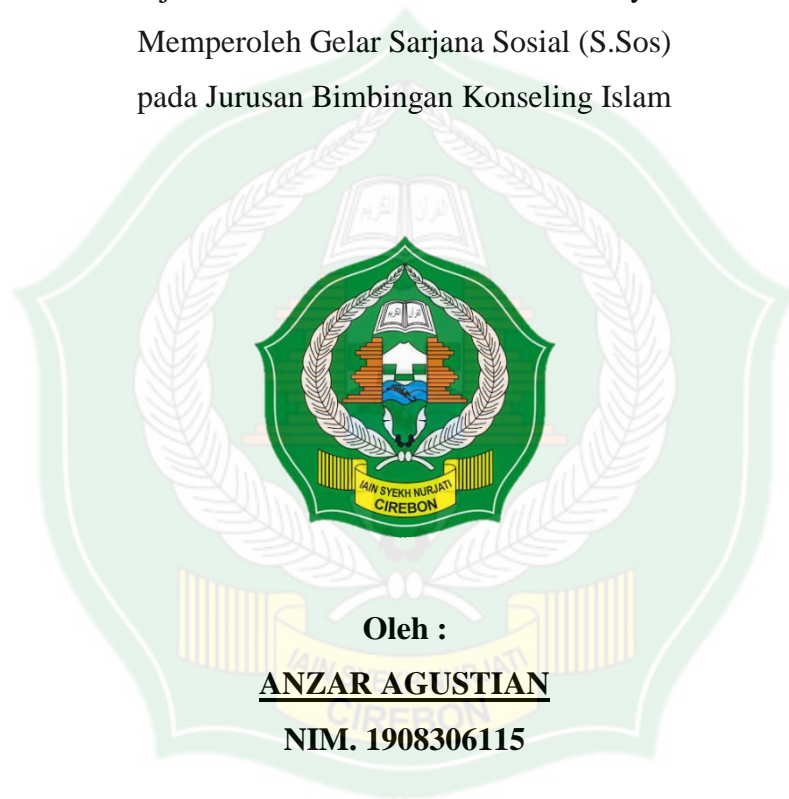 Memperoleh Gelar Sarjana Sosial (S.Sos)
pada Jurusan Bimbingan Konseling Islam
IAIN SYEKH NURJATI
CIREBON
Oleh :
ANZAR AGUSTIAN
NIM. 1908306115